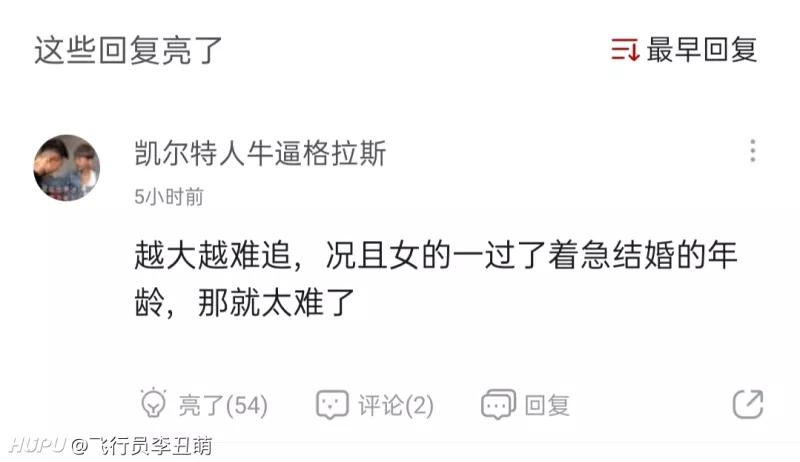 这些回复亮了
最早回复
凯尔特人牛逼格拉斯
5小时前
越大越难追，况且女的一过了着急结婚的年
龄，那就太难了
亮了(54)
评论(2)
回复
HUPU @飞行员李丑萌